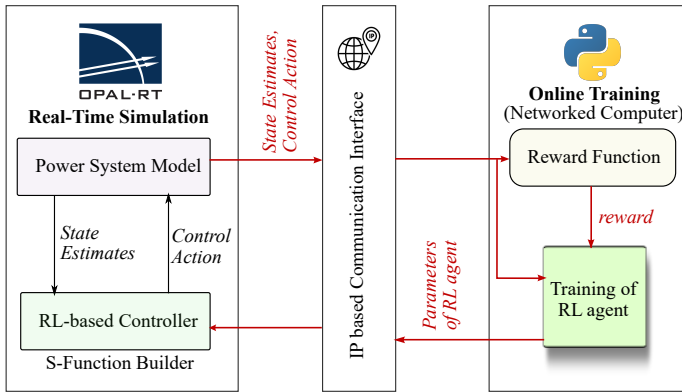 OPAL-RT
Real-Time Simulation
Power System Model
State
Estimates
Control
Action
RL-based Controller
S-Function Builder
State Estimates,
Control Action
IP
IP based Communication Interface
Parameters
of RL agent
Online Training
(Networked Computer)
Reward Function
reward
Training of
RL agent